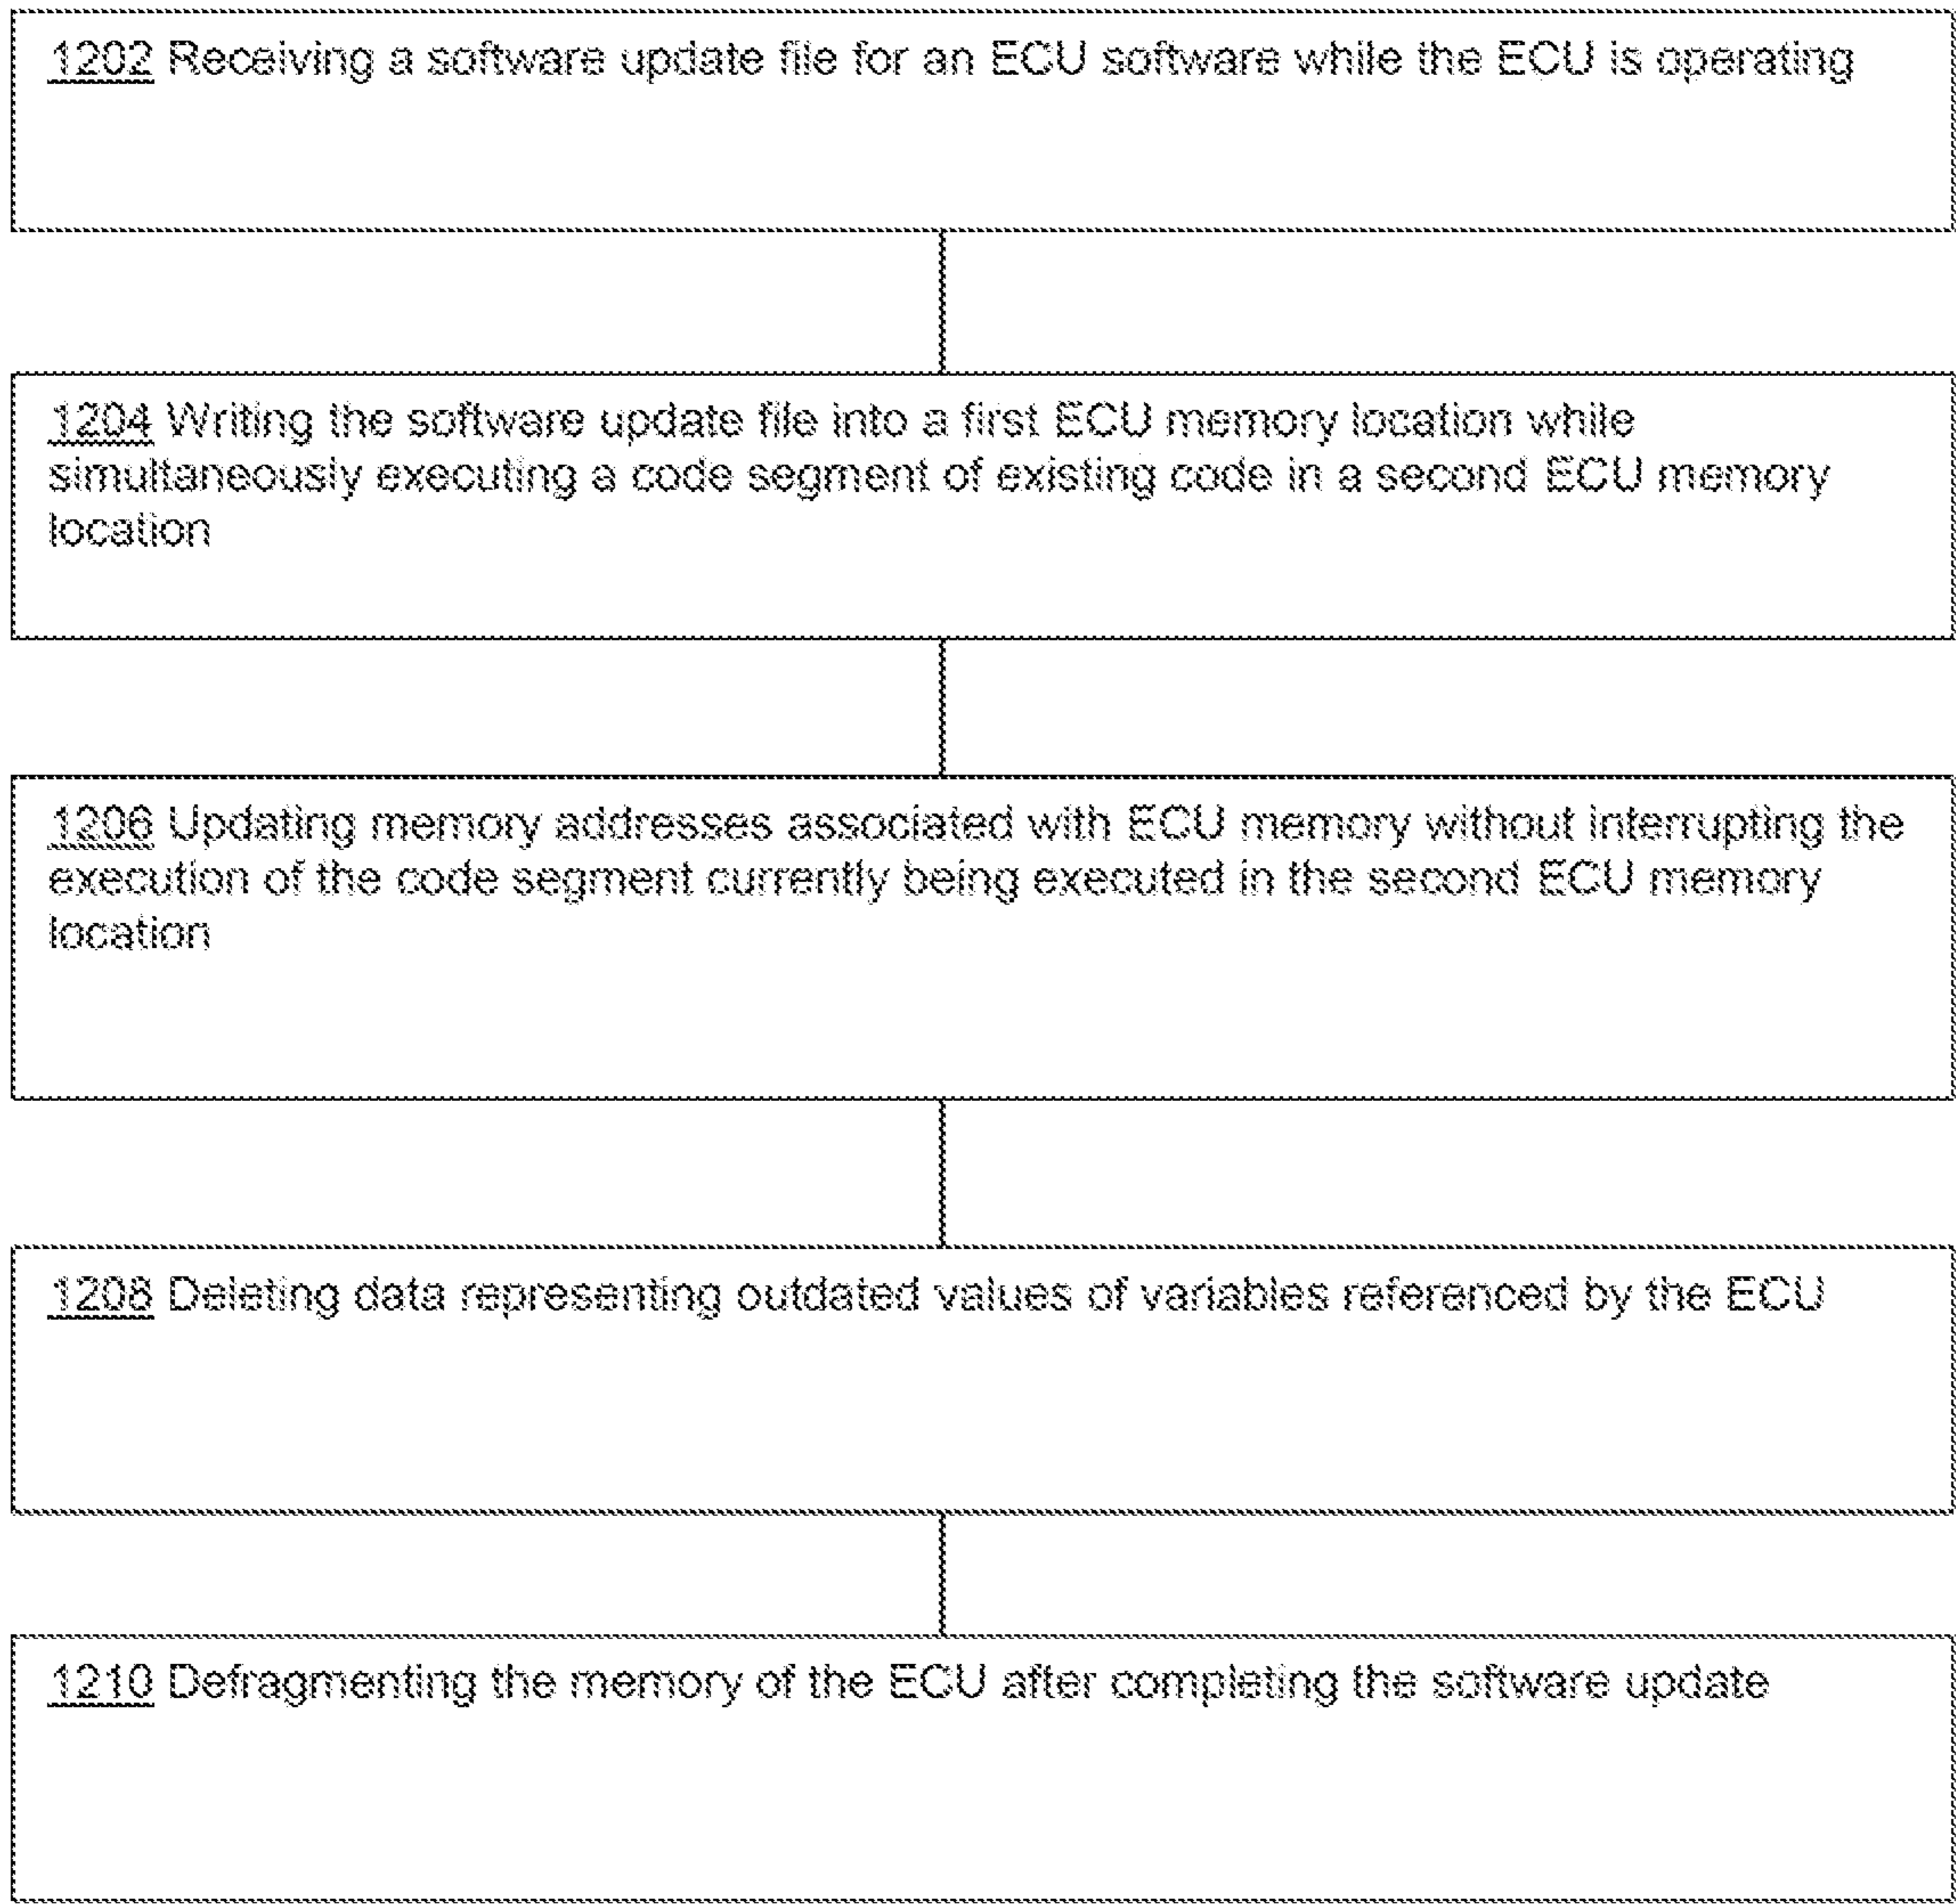 1202 Receiving a software update file for an ECU software while the ECU is operating
1204 Writing the software update file into a first ECU memory location while
simultaneously executing a code segment of existing code in a second ECU memory
location
1206 Updating memory addresses associated with ECU memory without interrupting the
execution of the code segment currently being executed in the second ECU memory
location
1208 Deleting data representing outdated values of variables referenced by the ECU
1210 Defragmenting the memory of the ECU after completing the software update